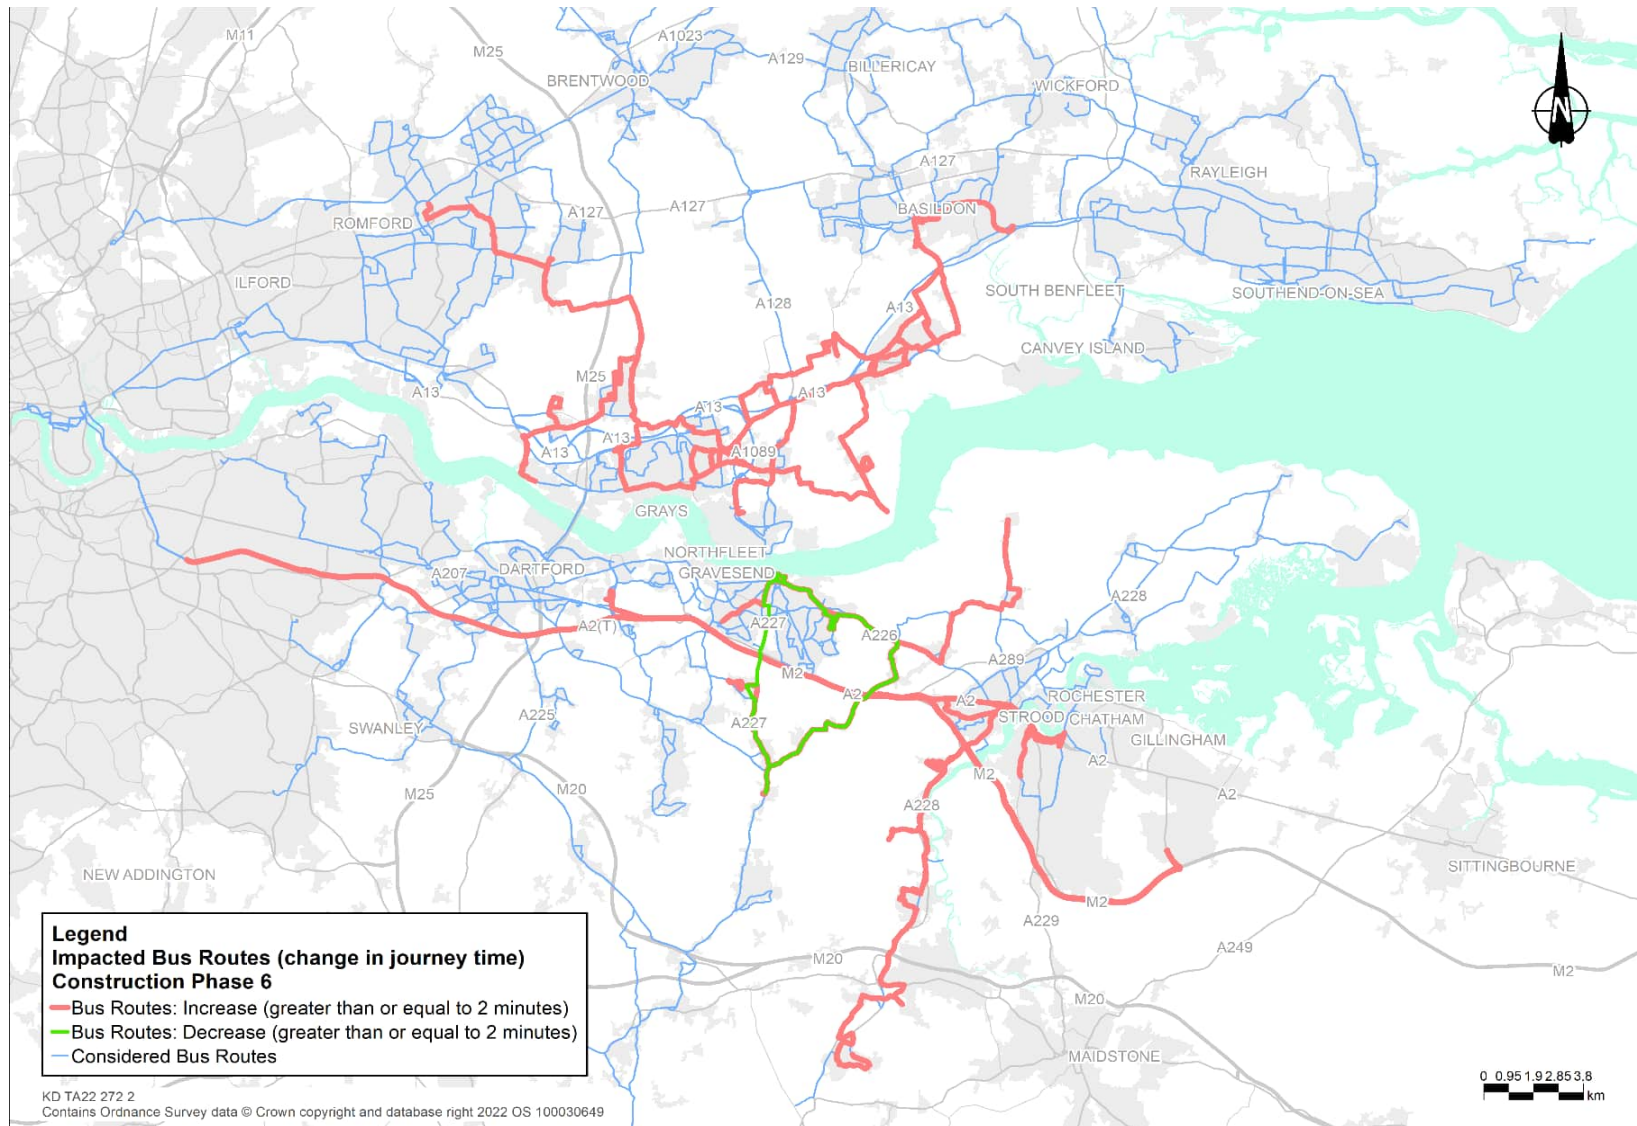 M11
A1023
M25
A129
BILLERICAY
BRENTWOOD
WICKFORD
N
A127
RAYLEIGH
BASILDON
A127
A127
ROMFORD
ILFORD
SOUTH BENFLEET
SOUTHEND-ON-SEA
A128
A13
CANVEY ISLAND
M25
A13
A13
A13
A13
A13
A1089
GRAYS
NORTHFLEET
A207
DARTFORD
GRAVESEND
A228
A2(T)
A227
A226
A289
M2
A2
A2
ROCHESTER
A225
A227
STROOD
CHATHAM
SWANLEY
GILLINGHAM
A2
M2
M25
M20
A228
A2
SITTINGBOURNE
NEW ADDINGTON
M2
A229
A249
M20
M2
M20
MAIDSTONE
Legend
Impacted Bus Routes (change in journey time)
Construction Phase 6
Bus Routes: Increase (greater than or equal to 2 minutes)
Bus Routes: Decrease (greater than or equal to 2 minutes)
Considered Bus Routes
0 0.95 1.9 2.85 3.8
km
KD TA22 272 2
Contains Ordnance Survey data © Crown copyright and database right 2022 OS 100030649